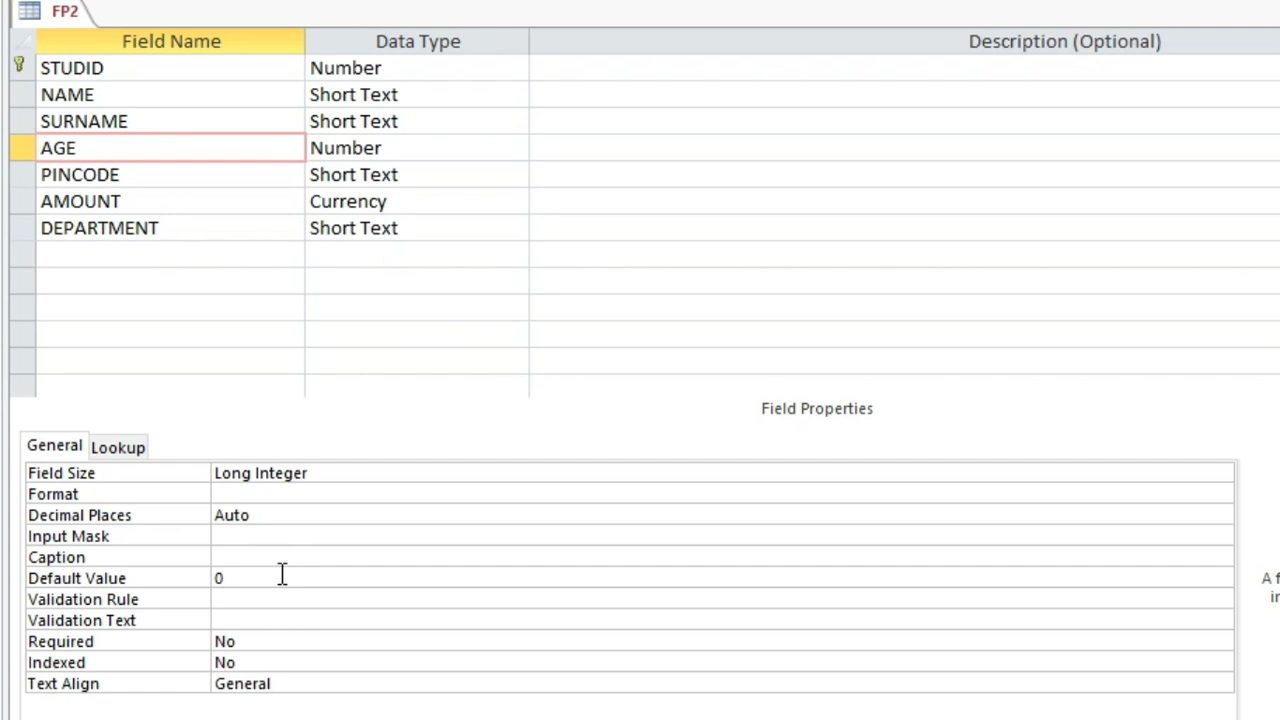 FP2
Field Name Data Type Description (Optional)
STUDID Number
NAME Short Text
SURNAME Short Text
AGE Number
PINCODE Short Text
AMOUNT Currency
DEPARTMENT Short Text
Field Properties
General Lookup
Field Size Long Integer
Format
Decimal Places Auto
Input Mask
Caption
Default Value 0
Validation Rule
Validation Text
Required No
Indexed No
Text Align General